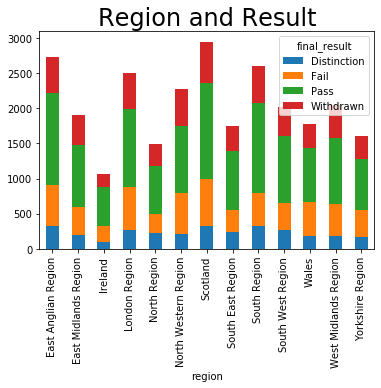 Region and Result
final_result
Distinction
Fail
Pass
Withdrawn
3000
2500
2000
1500
1000
500
0
East Anglian Region
East Midlands Region
Ireland
London Region
North Region
North Western Region
Scotland
South East Region
South Region
South West Region
Wales
West Midlands Region
Yorkshire Region
region